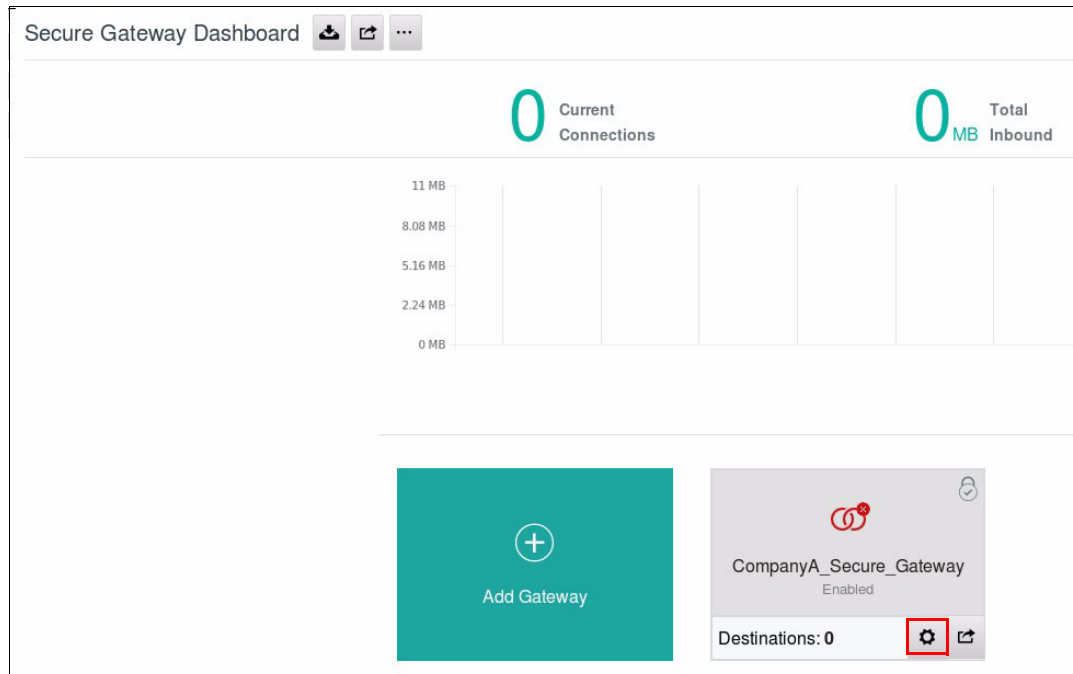 Secure Gateway Dashboard
0 Current Connections
0 MB Total Inbound
11 MB
8.08 MB
5.16 MB
2.24 MB
0 MB
Add Gateway
CompanyA_Secure_Gateway
Enabled
Destinations: 0